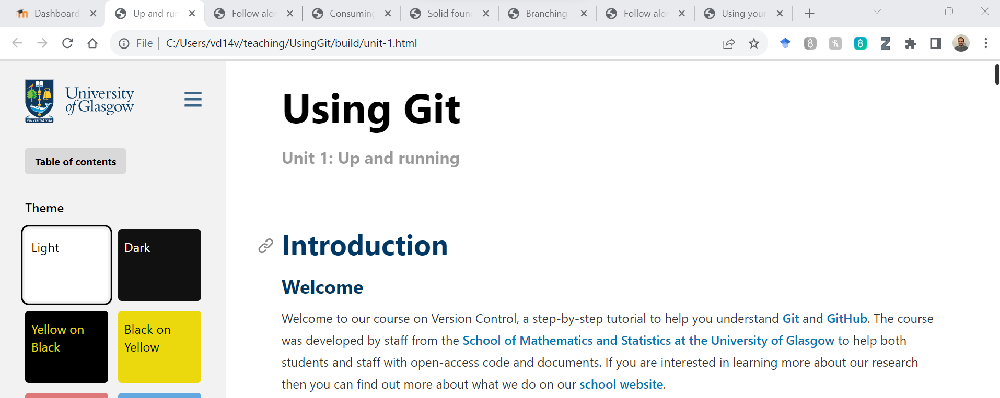 Dashboard
Up and run
Follow alor
Consuming
Solid foun
Branching
Follow alor
Using your
File
C:/Users/vd14v/teaching/UsingGit/build/unit-1.html
University
of Glasgow
VIA VERITAS VITA
Table of contents
Theme
Light
Dark
Yellow on
Black
Black on
Yellow
Using Git
Unit 1: Up and running
Introduction
Welcome
Welcome to our course on Version Control, a step-by-step tutorial to help you understand Git and GitHub. The course
was developed by staff from the School of Mathematics and Statistics at the University of Glasgow to help both
students and staff with open-access code and documents. If you are interested in learning more about our research
then you can find out more about what we do on our school website.